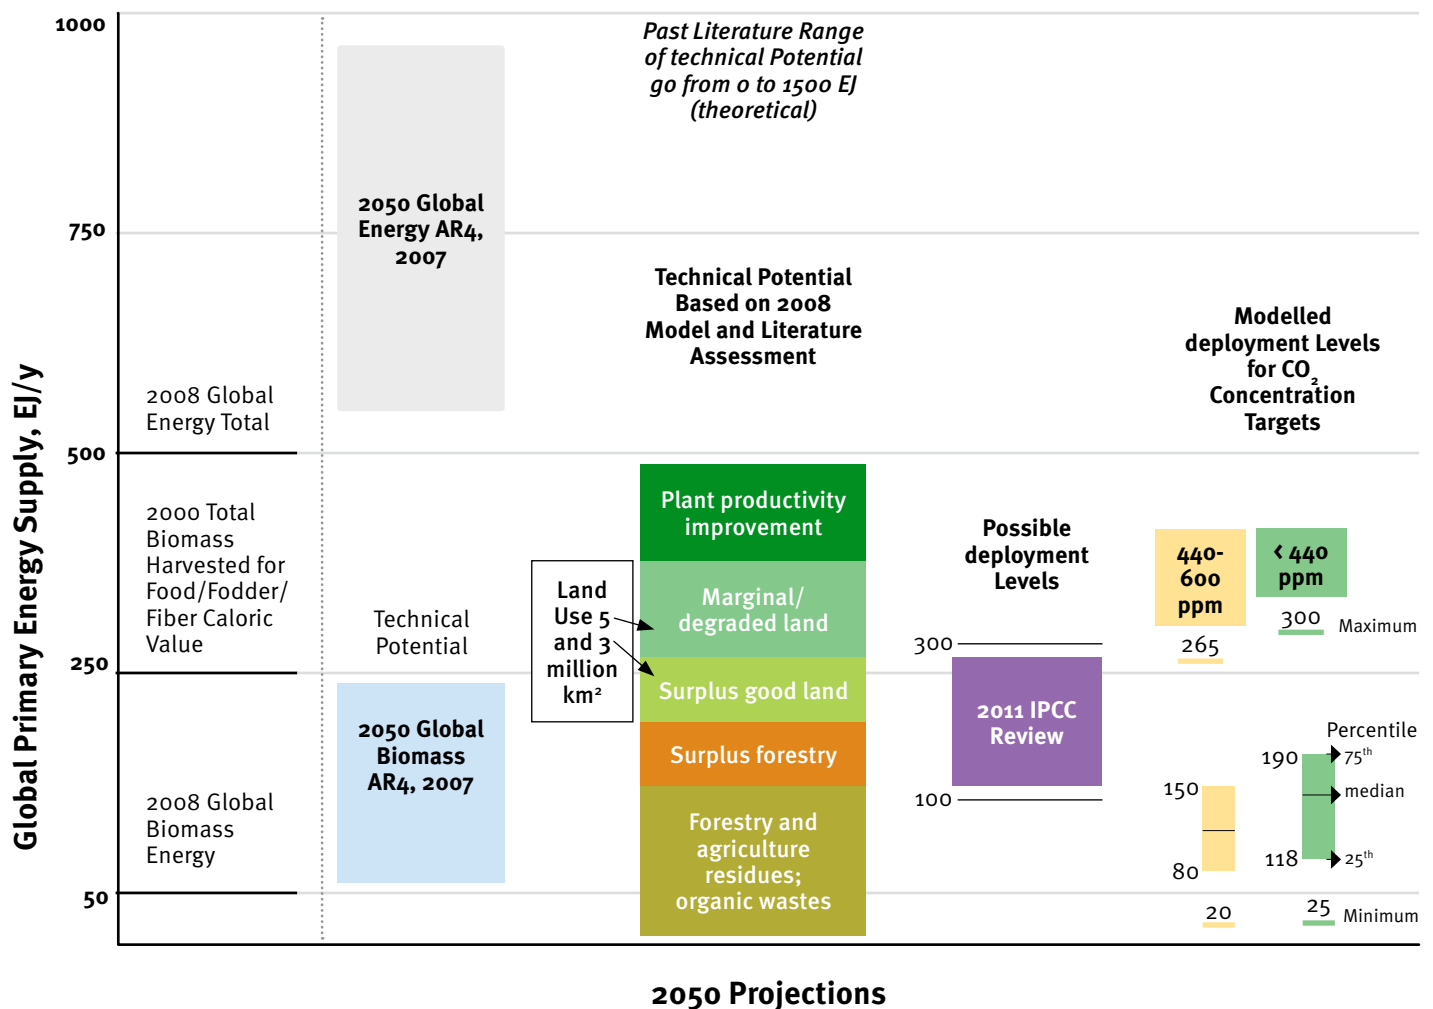 Global Primary Energy Supply, EJ/y
1000
750
500
250
50
2008 Global
Energy Total
2000 Total
Biomass
Harvested for
Food/Fodder/
Fiber Caloric
Value
2008 Global
Biomass
Energy
2050 Global
Energy AR4,
2007
Technical
Potential
2050 Global
Biomass
AR4, 2007
Past Literature Range
of technical Potential
go from 0 to 1500 EJ
(theoretical)
Technical Potential
Based on 2008
Model and Literature
Assessment
Plant productivity
improvement
Marginal/
degraded land
Surplus good land
Surplus forestry
Forestry and
agriculture
residues;
organic wastes
Land
Use 5
and 3
million
km²
Possible
deployment
Levels
300
2011 IPCC
Review
100
Modelled
deployment Levels
for CO₂
Concentration
Targets
440-
600
ppm
< 440
ppm
265
300
Maximum
Percentile
150
80
20
190
118
25
75th
median
25th
Minimum
2050 Projections